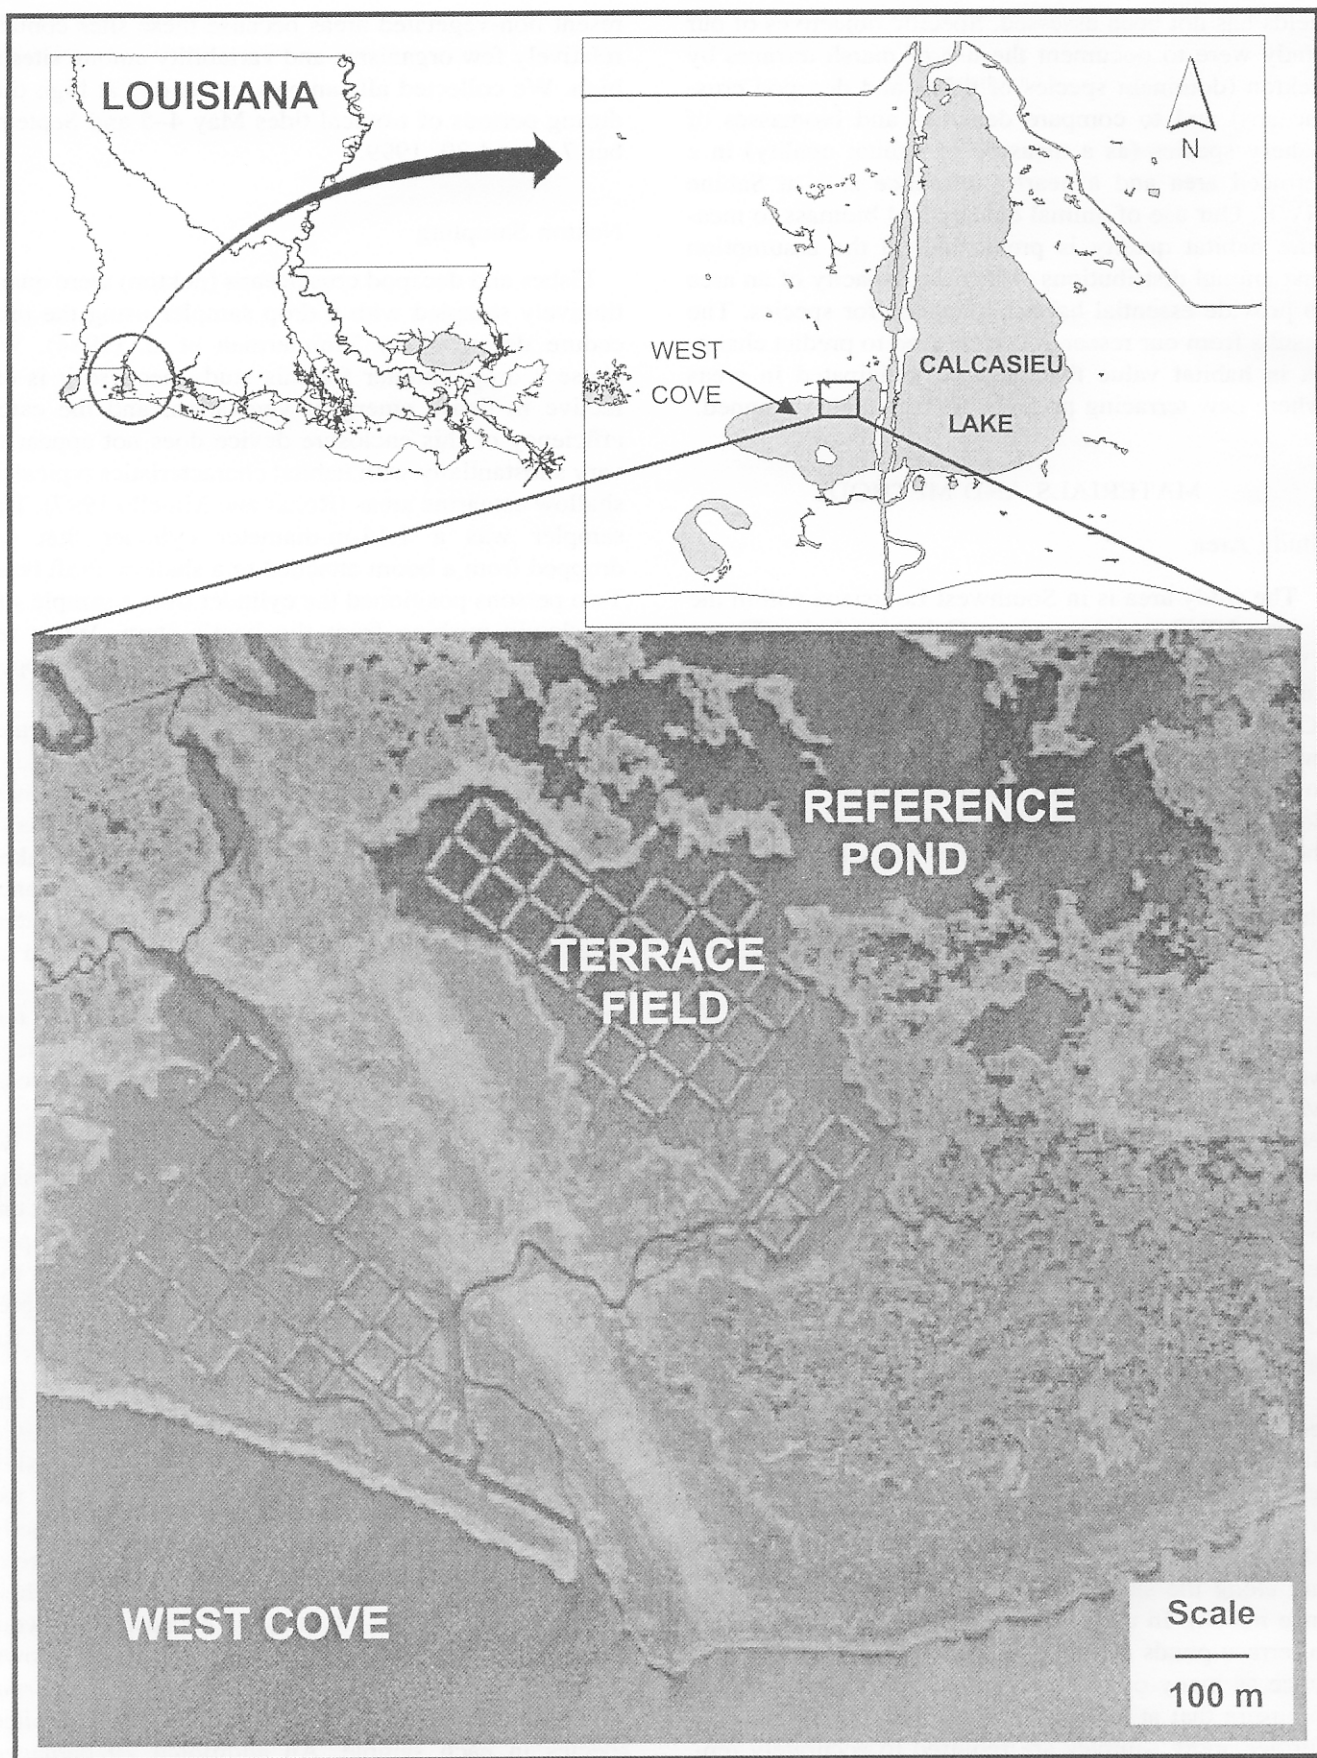 LOUISIANA
N
WEST
COVE
CALCASIEU
LAKE
REFERENCE
POND
TERRACE
FIELD
WEST COVE
Scale
100 m